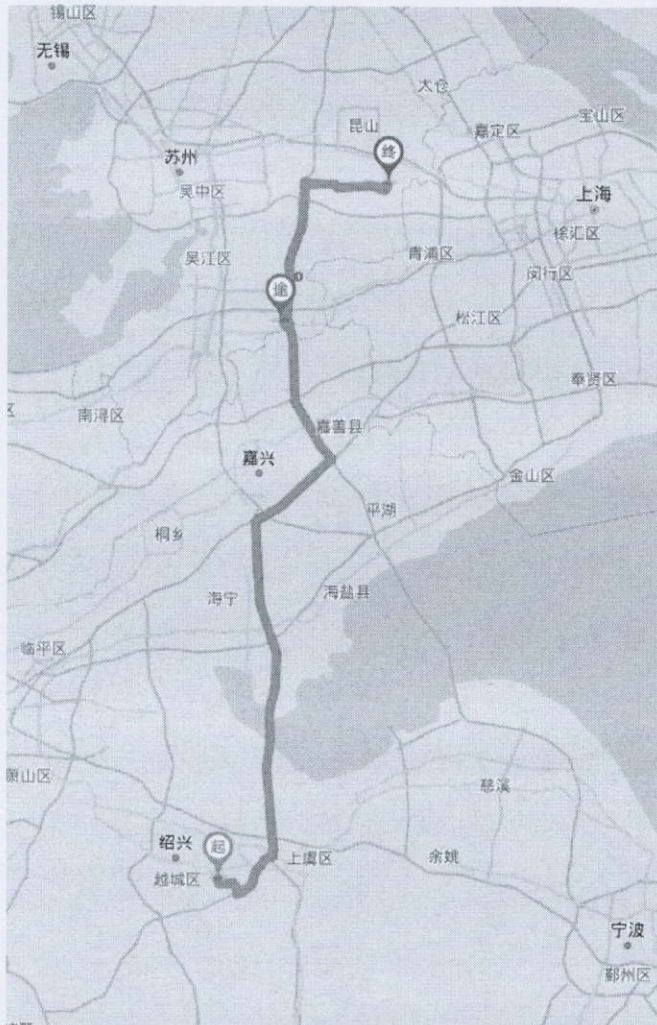 锡山区
无锡
太仓
宝山区
昆山
嘉定区
终
苏州
吴中区
上海
徐汇区
吴江区
青浦区
闵行区
途
松江区
奉贤区
南浔区
嘉善县
嘉兴
金山区
平湖
桐乡
海宁
海盐县
临平区
萧山区
慈溪
绍兴
起
上虞区
余姚
越城区
宁波
鄞州区